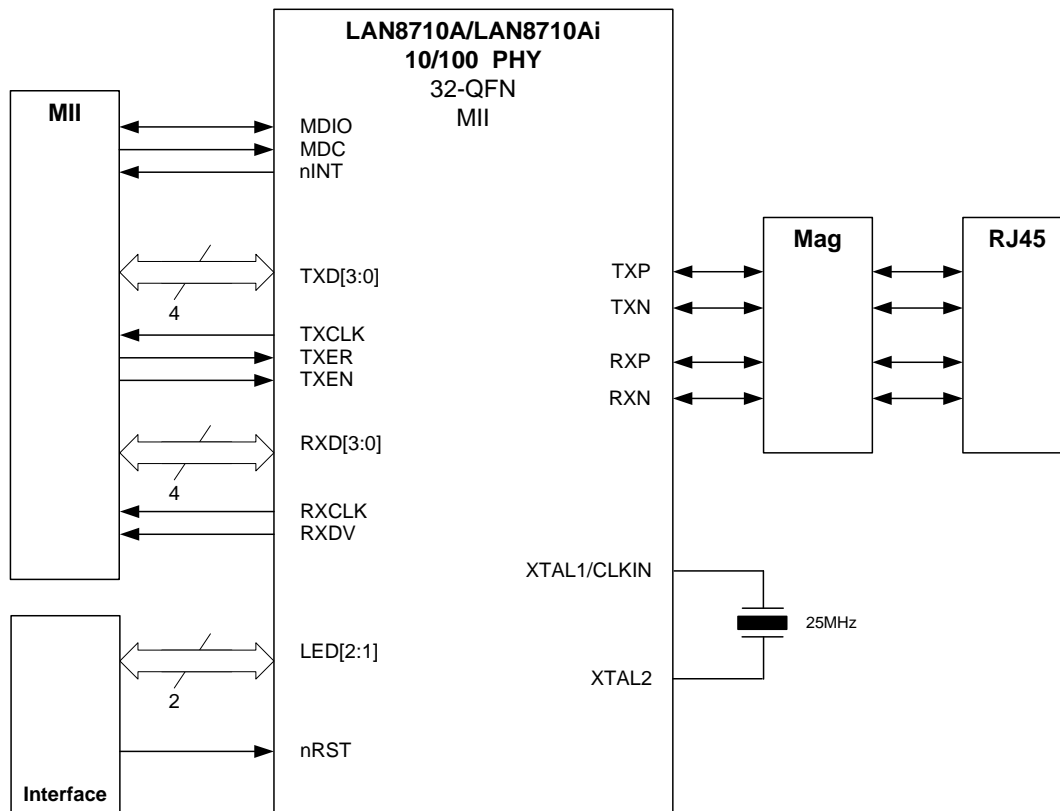 LAN8710A/LAN8710Ai
10/100 PHY
32-QFN
MII
MII
MDIO
MDC
nINT
TXD[3:0]
4
TXCLK
TXER
TXEN
RXD[3:0]
4
RXCLK
RXDV
LED[2:1]
2
nRST
Interface
TXP
TXN
RXP
RXN
Mag
RJ45
XTAL1/CLKIN
25MHz
XTAL2